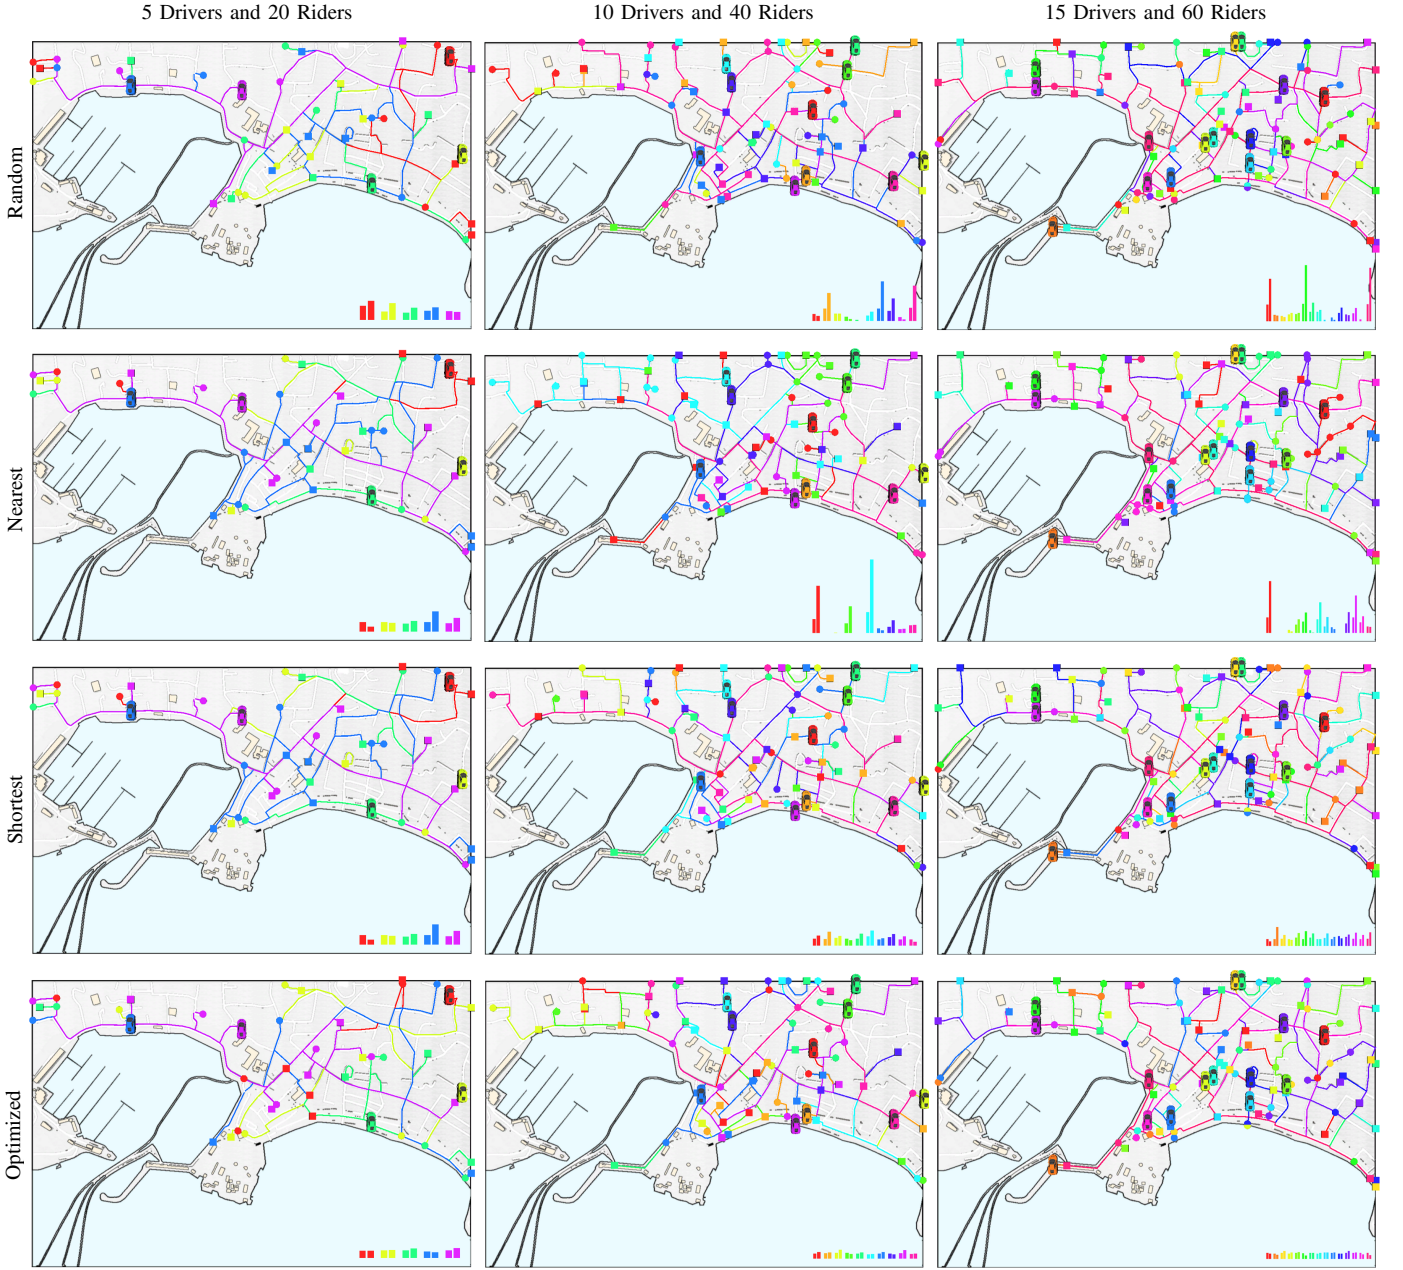 5 Drivers and 20 Riders
10 Drivers and 40 Riders
15 Drivers and 60 Riders
Random
Nearest
Shortest
Optimized